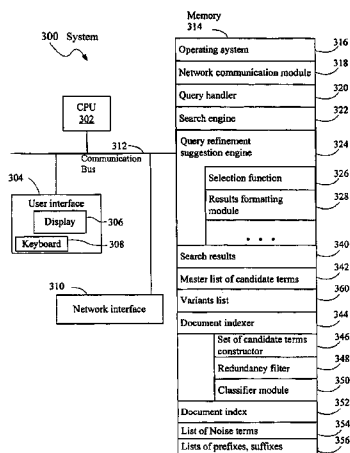 300 System
Memory
314
CPU
302
312
Communication
Bus
304
User interface
Display
306
Keyboard
308
310
Network interface
Operating system
316
Network communication module
318
Query handler
320
Search engine
322
Query refinement
suggestion engine
324
Selection function
326
Results formatting
module
328
. . .
Search results
340
Master list of candidate terms
342
Variants list
360
Document indexer
344
Set of candidate terms
constructor
346
Redundancy filter
348
Classifier module
350
Document index
352
List of Noise terms
354
Lists of prefixes, suffixes
356